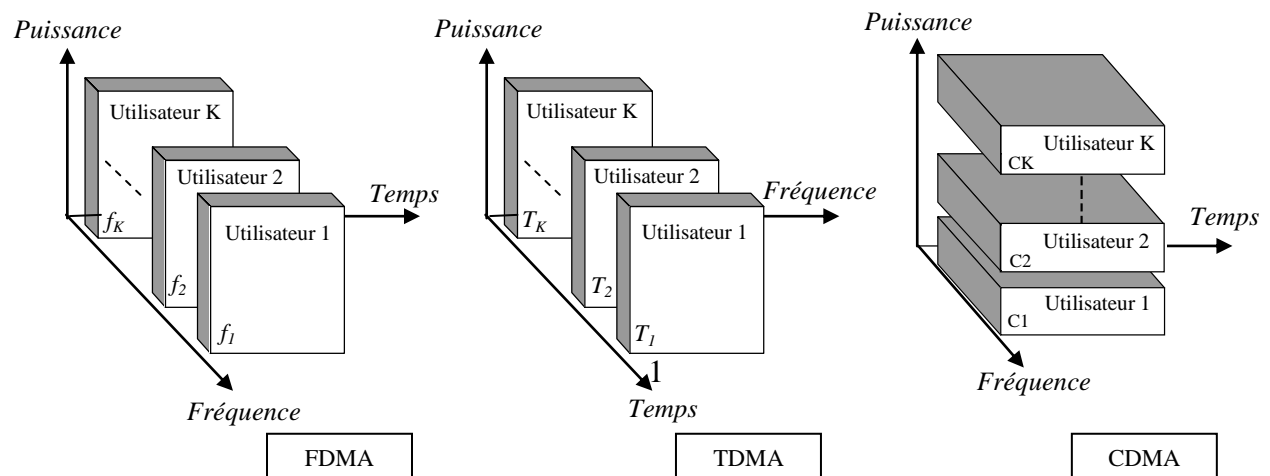 Puissance
Utilisateur K
Utilisateur 2
Temps
Utilisateur 1
f_K
f_2
f_1
Fréquence
FDMA
Puissance
Utilisateur K
Utilisateur 2
Fréquence
Utilisateur 1
T_K
T_2
T_1
1
Temps
TDMA
Puissance
Utilisateur K
CK
Temps
Utilisateur 2
C2
Utilisateur 1
C1
Fréquence
CDMA